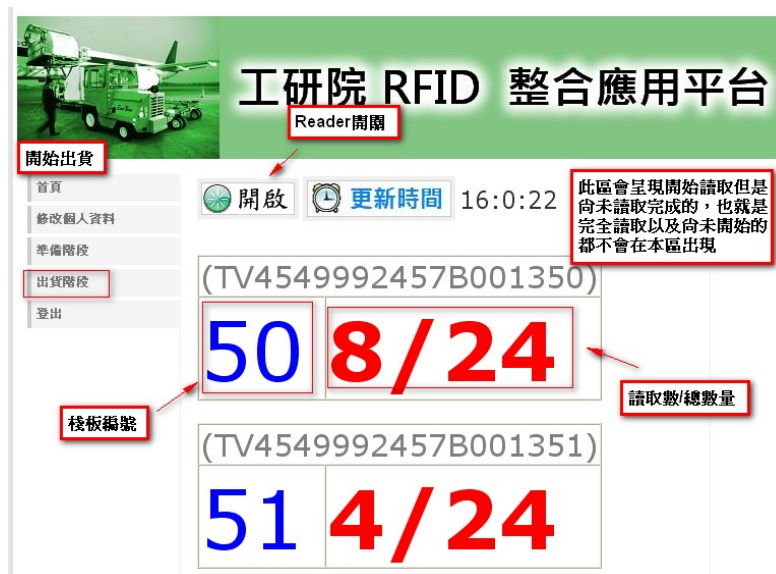 工研院 RFID 整合應用平台
Reader開關
開始出貨
首頁
修改個人資料
準備階段
出貨階段
登出
開啟
更新時間
16:0:22
此區會呈現開始讀取但是
尚未讀取完成的，也就是
完全讀取以及尚未開始的
都不會在本區出現
(TV4549992457B001350)
50
8/24
讀取數/總數量
棧板編號
(TV4549992457B001351)
51
4/24